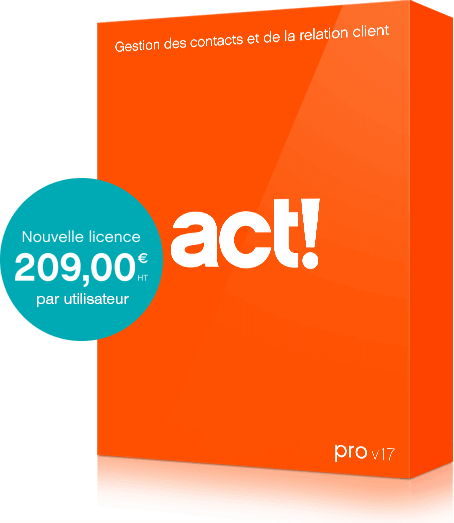 Gestion des contacts et de la relation client
act!
Nouvelle licence
209,00 € HT
par utilisateur
pro v17